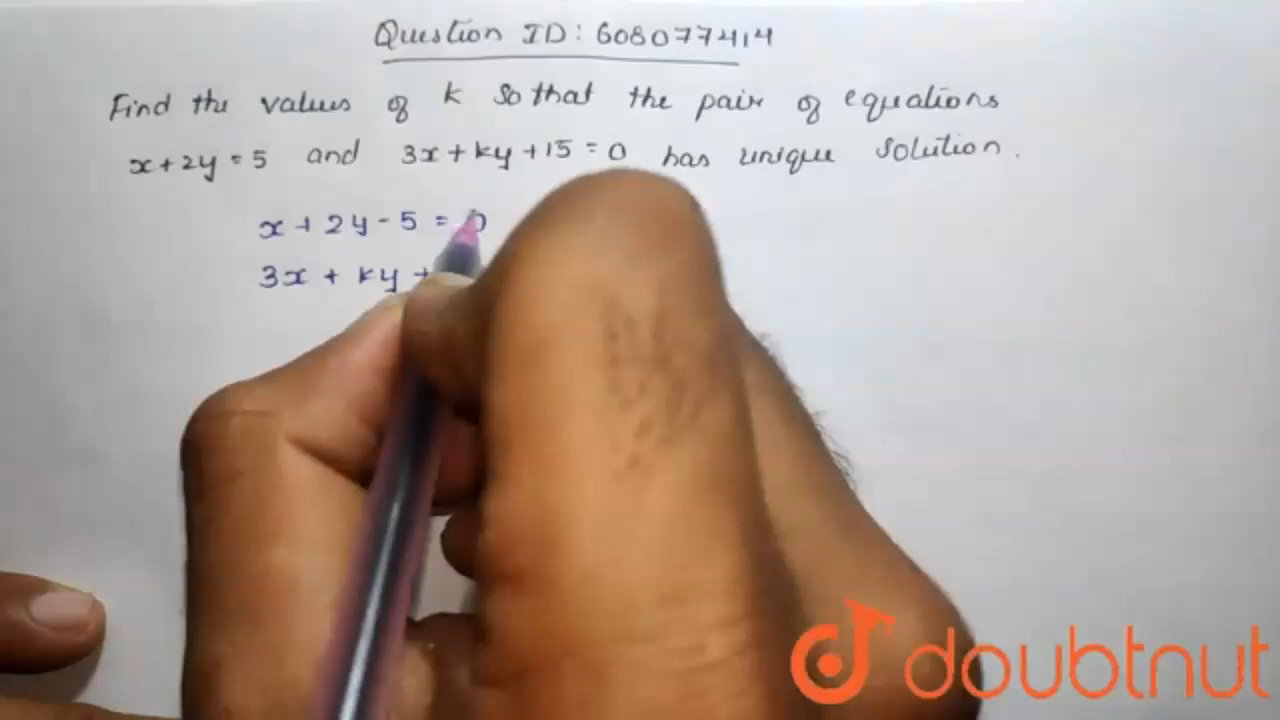 Question ID: 608077414
Find the values of k so that the pair of equations
x + 2y = 5 and 3x + ky + 15 = 0 has unique solution.
x + 2y - 5 = 0
3x + ky +
doubtnut